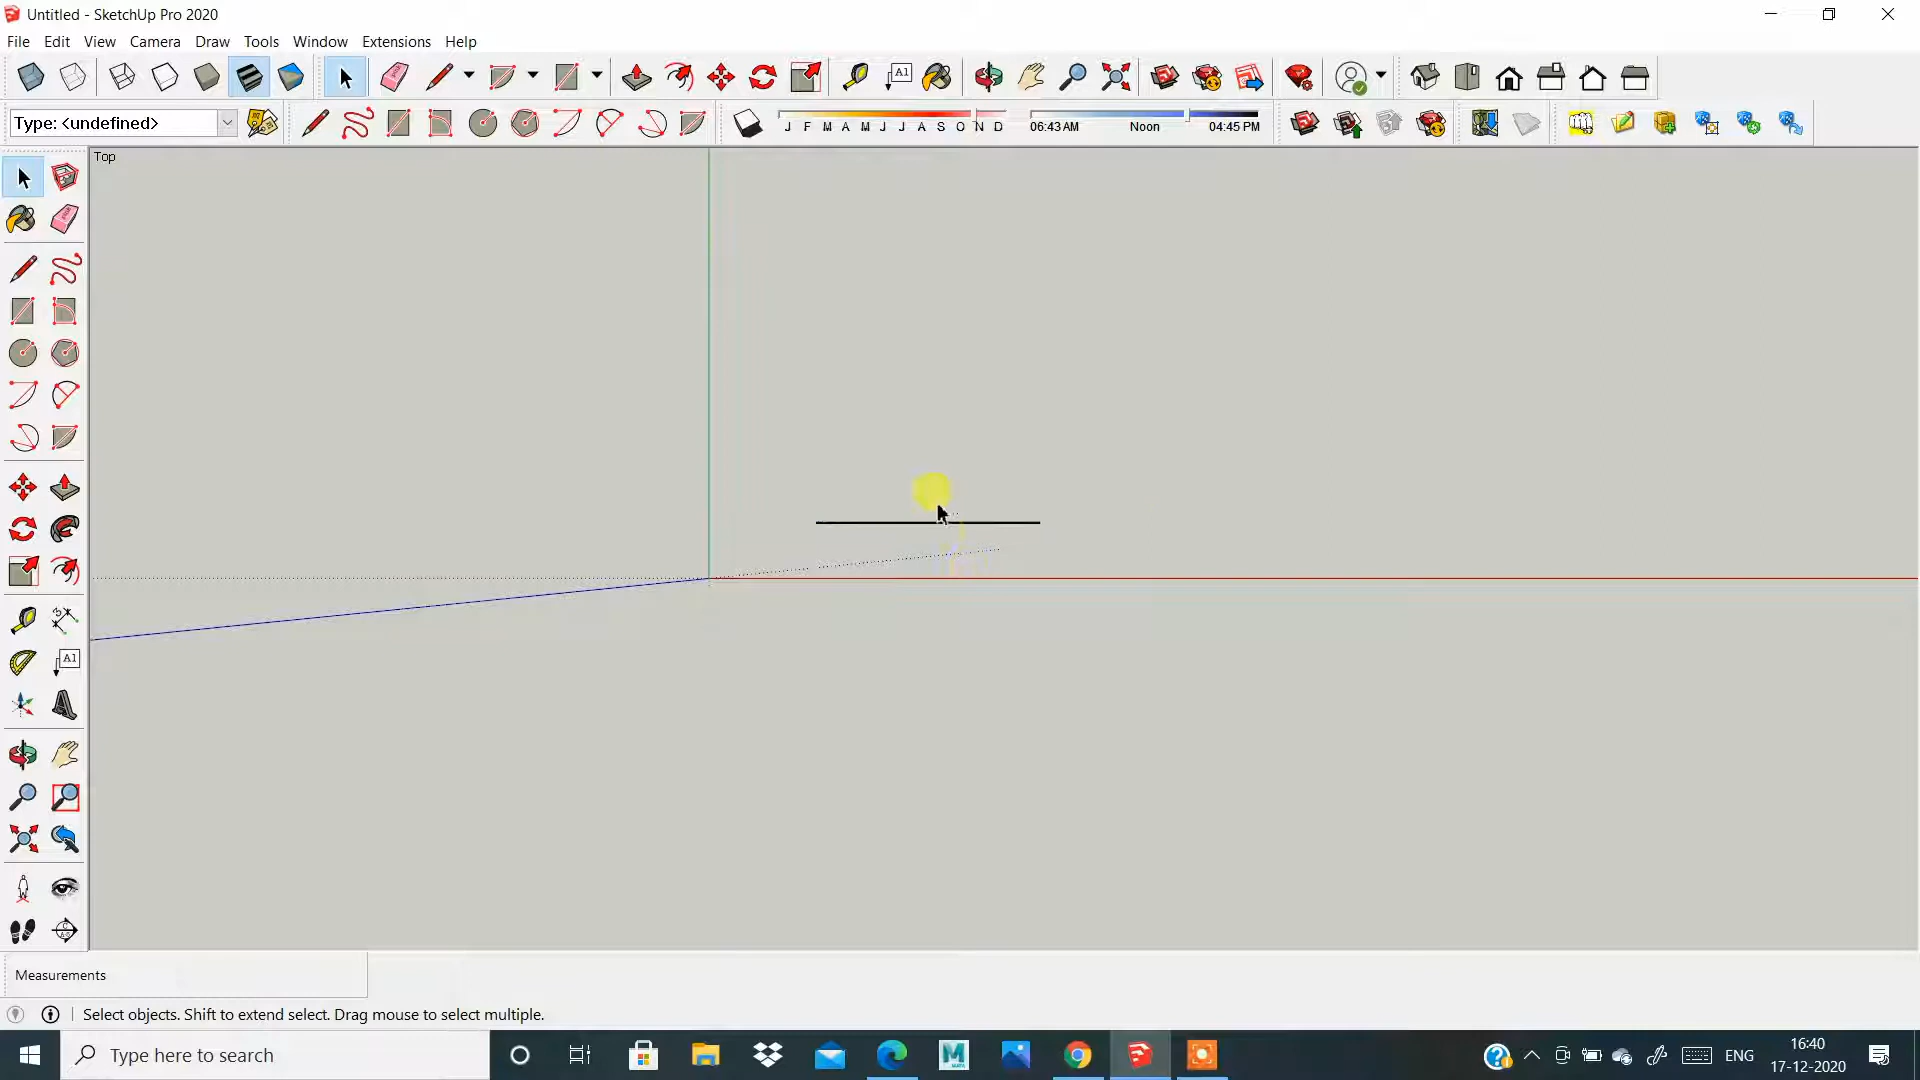 Untitled - SketchUp Pro 2020
File Edit View Camera Draw Tools Window Extensions Help
A1
Type: <undefined>
J F M A M J J A S O N D
06:43 AM Noon 04:45 PM
Top
A1
Measurements
Select objects. Shift to extend select. Drag mouse to select multiple.
Type here to search
ENG
16:40
17-12-2020